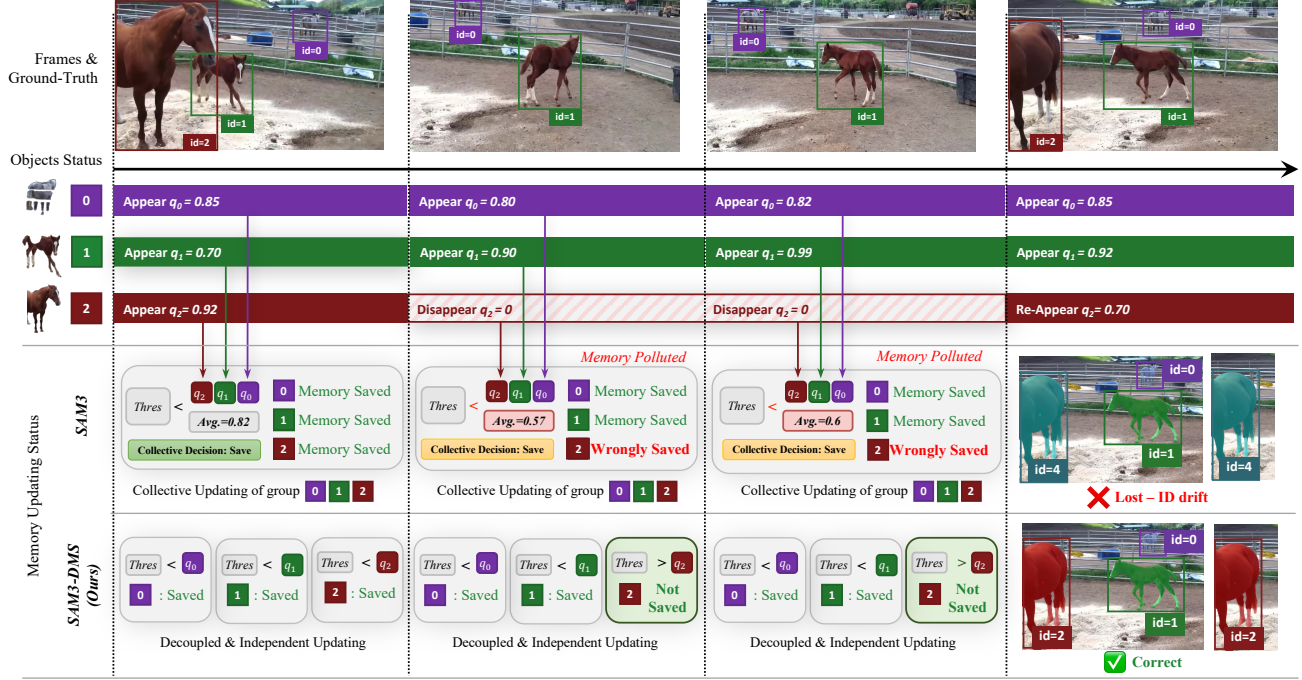 Frames &
Ground-Truth
id=0
id=1
id=2
id=0
id=1
id=0
id=1
id=0
id=1
id=2
Objects Status
0
Appear q0 = 0.85
Appear q0 = 0.80
Appear q0 = 0.82
Appear q0 = 0.85
1
Appear q1 = 0.70
Appear q1 = 0.90
Appear q1 = 0.99
Appear q1 = 0.92
2
Appear q2= 0.92
Disappear q2= 0
Disappear q2= 0
Re-Appear q2= 0.70
Memory Updating Status
SAM3
Thres < q2 q1 q0
Avg.=0.82
Collective Decision: Save
0 Memory Saved
1 Memory Saved
2 Memory Saved
Collective Updating of group 0 1 2
Memory Polluted
Thres < q2 q1 q0
Avg.=0.57
Collective Decision: Save
0 Memory Saved
1 Memory Saved
2 Wrongly Saved
Collective Updating of group 0 1 2
Memory Polluted
Thres < q2 q1 q0
Avg.=0.6
Collective Decision: Save
0 Memory Saved
1 Memory Saved
2 Wrongly Saved
Collective Updating of group 0 1 2
id=0
id=1
id=4
id=4
Lost – ID drift
SAM3-DMS
(Ours)
Thres < q0
0 : Saved
Thres < q1
1 : Saved
Thres < q2
2 : Saved
Decoupled & Independent Updating
Thres < q0
0 : Saved
Thres < q1
1 : Saved
Thres > q2
2 Not
Saved
Decoupled & Independent Updating
Thres < q0
0 : Saved
Thres < q1
1 : Saved
Thres > q2
2 Not
Saved
Decoupled & Independent Updating
id=0
id=1
id=2
id=2
Correct